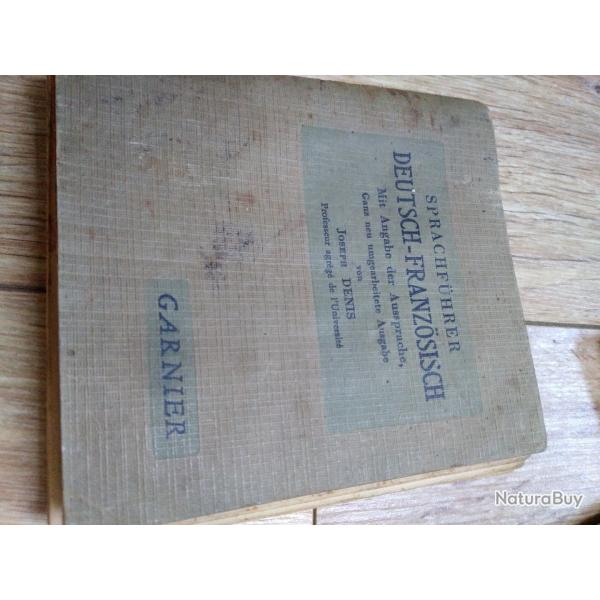 SPRACHFÜHRER
DEUTSCH-FRANZÖSISCH
Mit Angabe der Aussprache,
Ganz neu umgearbeitete Ausgabe
von
JOSEPH DENIS
Professeur agrégé de l'Université
GARNIER
NaturaBuy